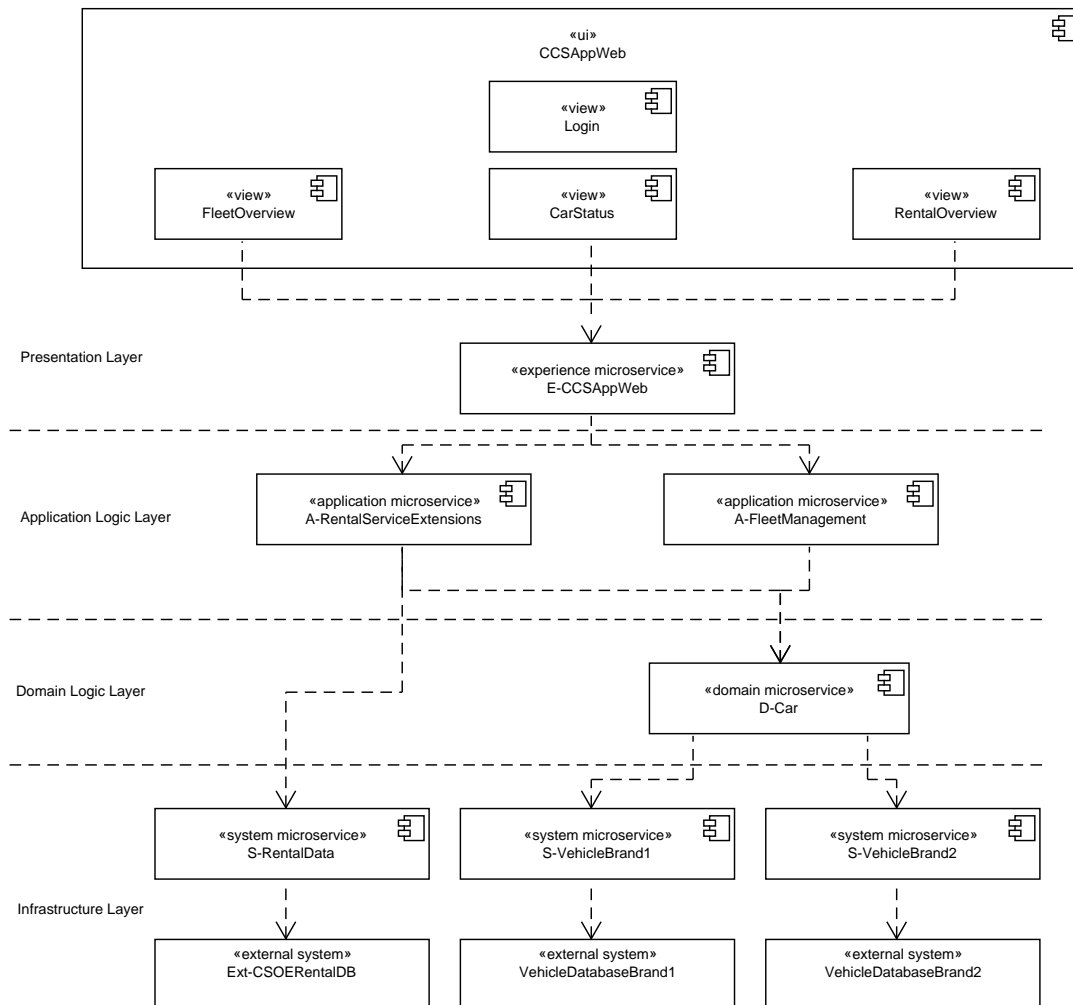 «ui»
CCSAppWeb
«view»
Login
«view»
FleetOverview
«view»
CarStatus
«view»
RentalOverview
Presentation Layer
«experience microservice»
E-CCSAppWeb
Application Logic Layer
«application microservice»
A-RentalServiceExtensions
«application microservice»
A-FleetManagement
Domain Logic Layer
«domain microservice»
D-Car
«system microservice»
S-RentalData
«system microservice»
S-VehicleBrand1
«system microservice»
S-VehicleBrand2
Infrastructure Layer
«external system»
Ext-CSOERentalDB
«external system»
VehicleDatabaseBrand1
«external system»
VehicleDatabaseBrand2